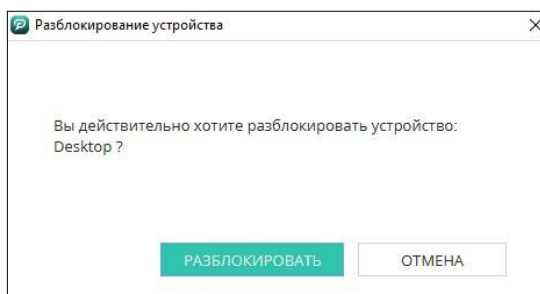 Разблокирование устройства
Вы действительно хотите разблокировать устройство:
Desktop ?
РАЗБЛОКИРОВАТЬ
ОТМЕНА